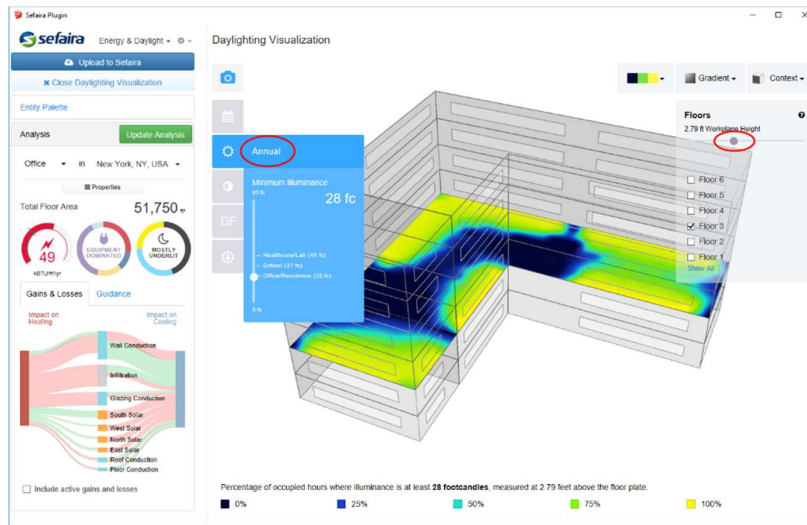 Sefaira Plugin
sefaira Energy & Daylight
Upload to Sefaira
× Close Daylighting Visualization
Entity Palette
Analysis Update Analysis
Office in New York, NY, USA
Properties
Total Floor Area 51,750
49
kBTU/ft²/yr
EQUIPMENT
DOMINATED
MOSTLY
UNDERLIT
Gains & Losses Guidance
Impact on
Heating
Impact on
Cooling
Wall Conduction
Infiltration
Glazing Conduction
South Solar
West Solar
North Solar
East Solar
Roof Conduction
Floor Conduction
Include active gains and losses
Daylighting Visualization
Annual
DF
Minimum Illuminance
28 fc
Healthcare/Lab (46 fc)
School (37 fc)
Office/Residence (28 fc)
5 fc
Gradient Context
Floors
2.79 ft Workplane Height
Floor 6
Floor 5
Floor 4
Floor 3
Floor 2
Floor 1
Show All
Percentage of occupied hours where illuminance is at least 28 footcandles, measured at 2.79 feet above the floor plate.
0% 25% 50% 75% 100%